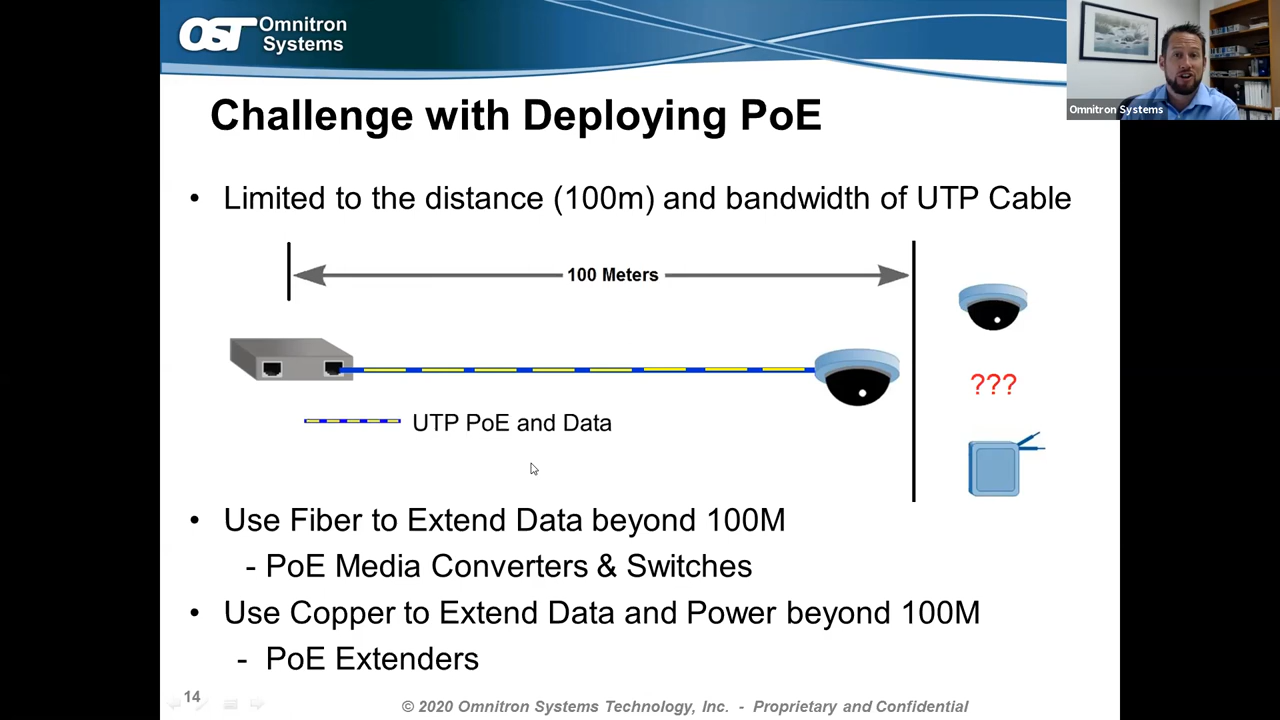 OST Omnitron
Systems
Omnitron Systems
Challenge with Deploying PoE
• Limited to the distance (100m) and bandwidth of UTP Cable
100 Meters
???
UTP PoE and Data
• Use Fiber to Extend Data beyond 100M
- PoE Media Converters & Switches
• Use Copper to Extend Data and Power beyond 100M
- PoE Extenders
14
© 2020 Omnitron Systems Technology, Inc. - Proprietary and Confidential